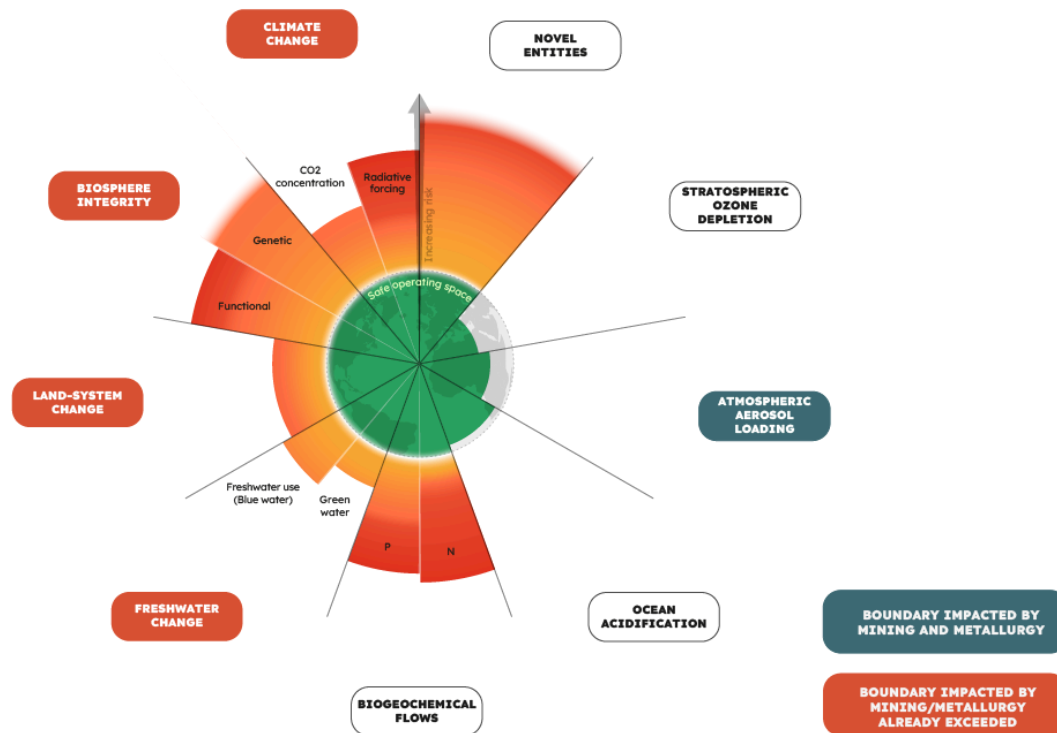 CLIMATE
CHANGE
NOVEL
ENTITIES
CO2
concentration
Radiative
forcing
Increasing risk
BIOSPHERE
INTEGRITY
Genetic
STRATOSPHERIC
OZONE
DEPLETION
Functional
Safe operating space
LAND-SYSTEM
CHANGE
ATMOSPHERIC
AEROSOL
LOADING
Freshwater use
(Blue water)
Green
water
P
N
FRESHWATER
CHANGE
OCEAN
ACIDIFICATION
BIOGEOCHEMICAL
FLOWS
BOUNDARY IMPACTED BY
MINING AND METALLURGY
BOUNDARY IMPACTED BY
MINING/METALLURGY
ALREADY EXCEEDED